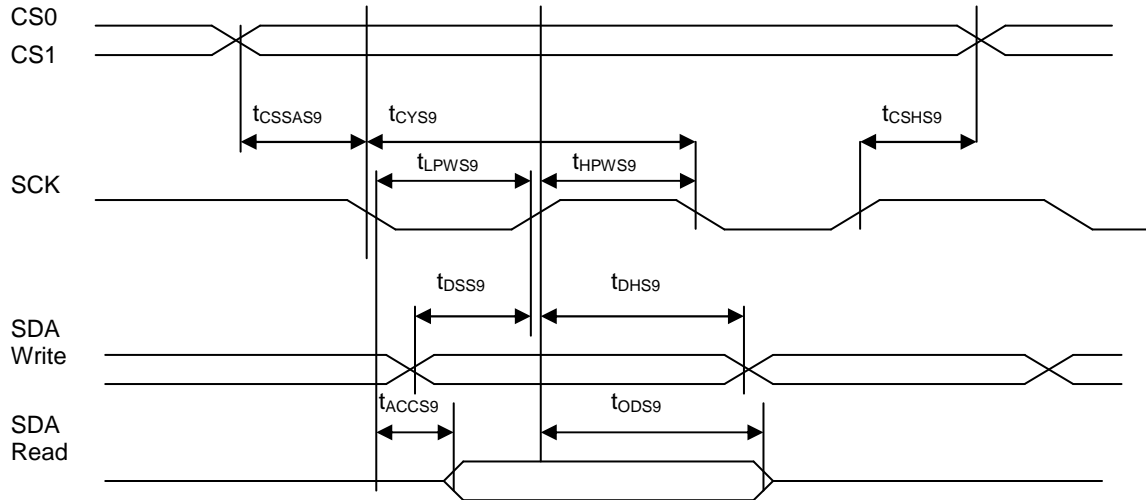 CS0
CS1
tCSSAS9
tCYS9
tCSHS9
tLPWS9
tHPWS9
SCK
tDSS9
tDHS9
SDA
Write
tACCS9
tODS9
SDA
Read